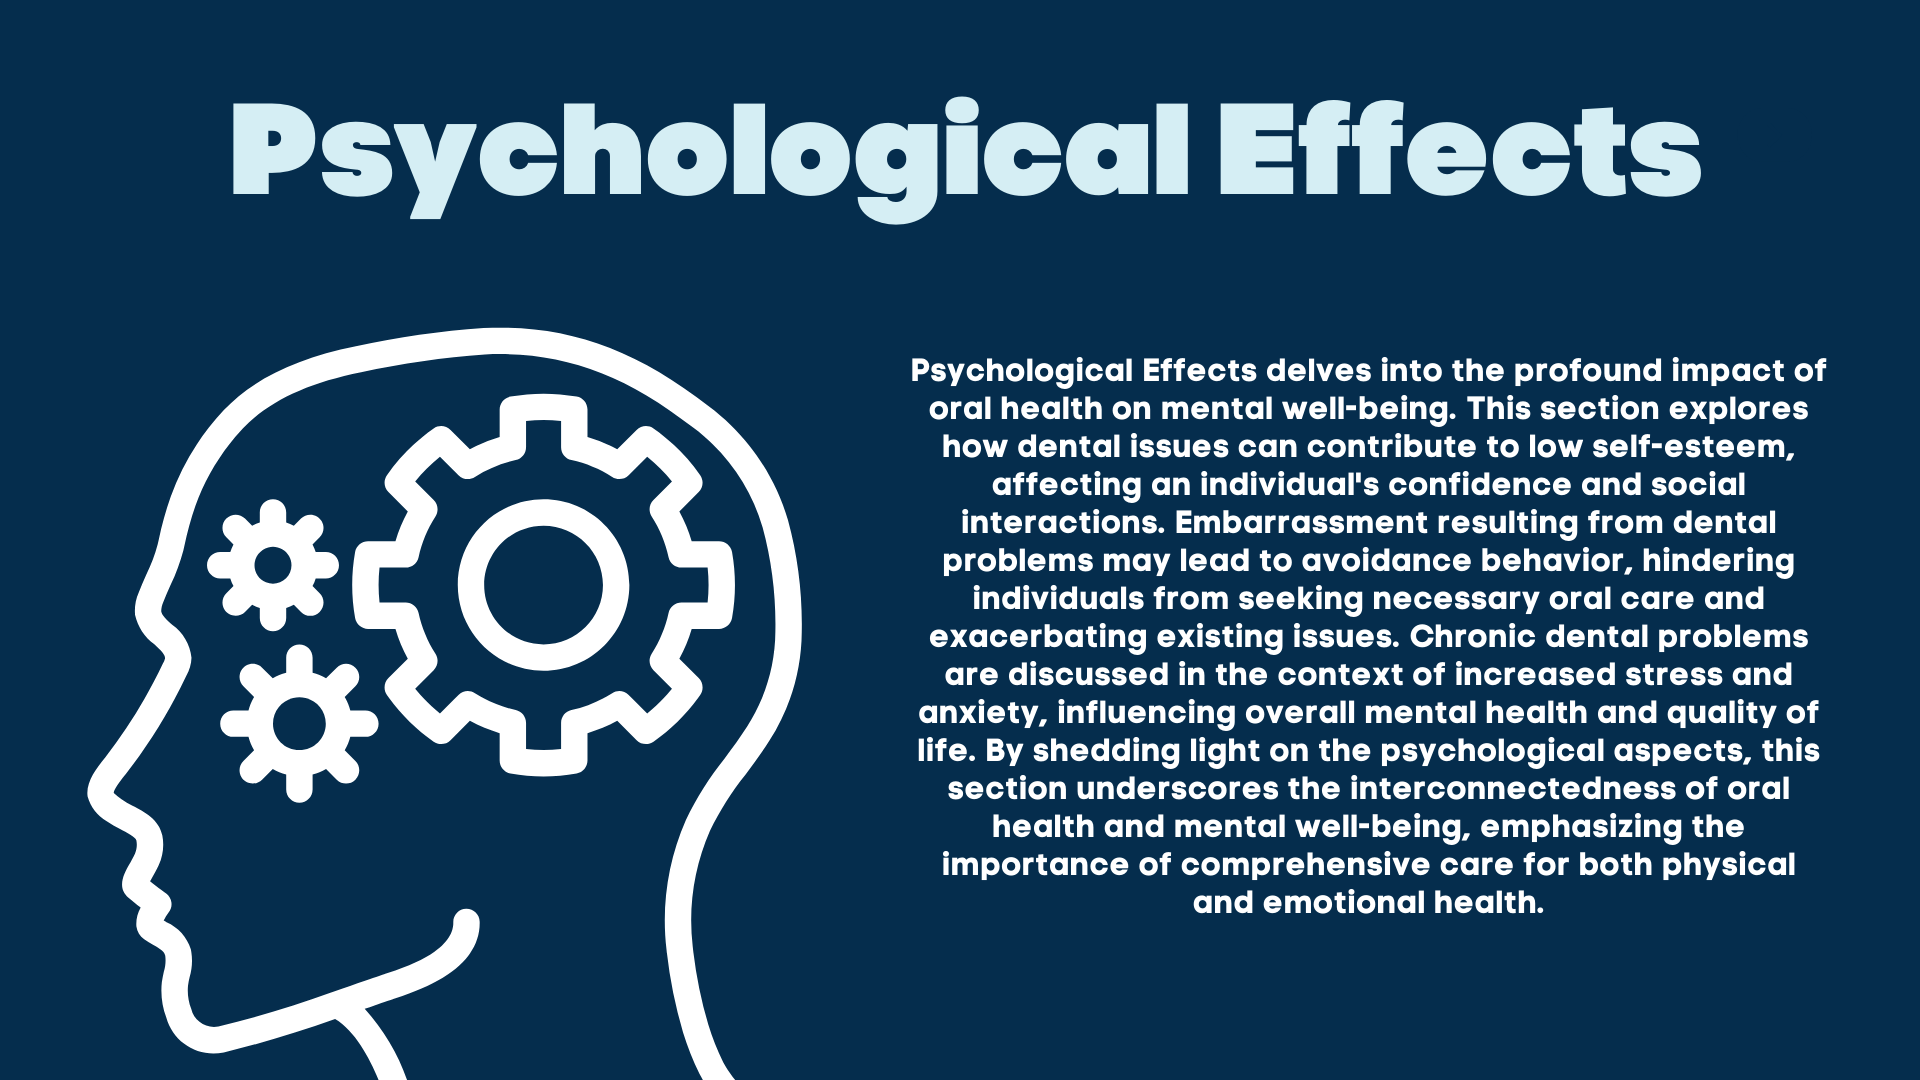 Psychological Effects
Psychological Effects delves into the profound impact of
oral health on mental well-being. This section explores
how dental issues can contribute to low self-esteem,
affecting an individual's confidence and social
interactions. Embarrassment resulting from dental
problems may lead to avoidance behavior, hindering
individuals from seeking necessary oral care and
exacerbating existing issues. Chronic dental problems
are discussed in the context of increased stress and
anxiety, influencing overall mental health and quality of
life. By shedding light on the psychological aspects, this
section underscores the interconnectedness of oral
health and mental well-being, emphasizing the
importance of comprehensive care for both physical
and emotional health.